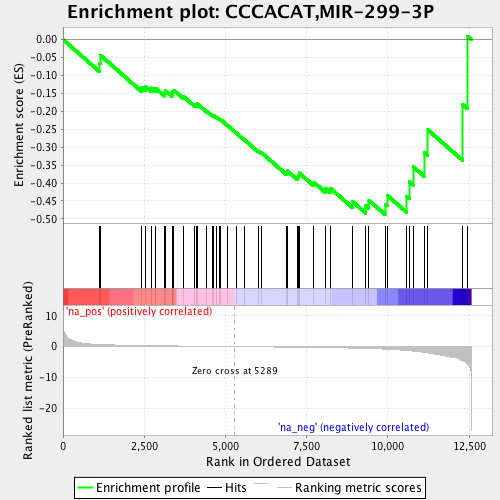 Enrichment plot: CCCACAT,MIR-299-3P
Enrichment score (ES)
0.00
-0.05
-0.10
-0.15
-0.20
-0.25
-0.30
-0.35
-0.40
-0.45
-0.50
'na_pos' (positively correlated)
Ranked list metric (PreRanked)
10
0
-10
-20
Zero cross at 5289
'na_neg' (negatively correlated)
0
2,500
5,000
7,500
10,000
12,500
Rank in Ordered Dataset
Enrichment profile
Hits
Ranking metric scores